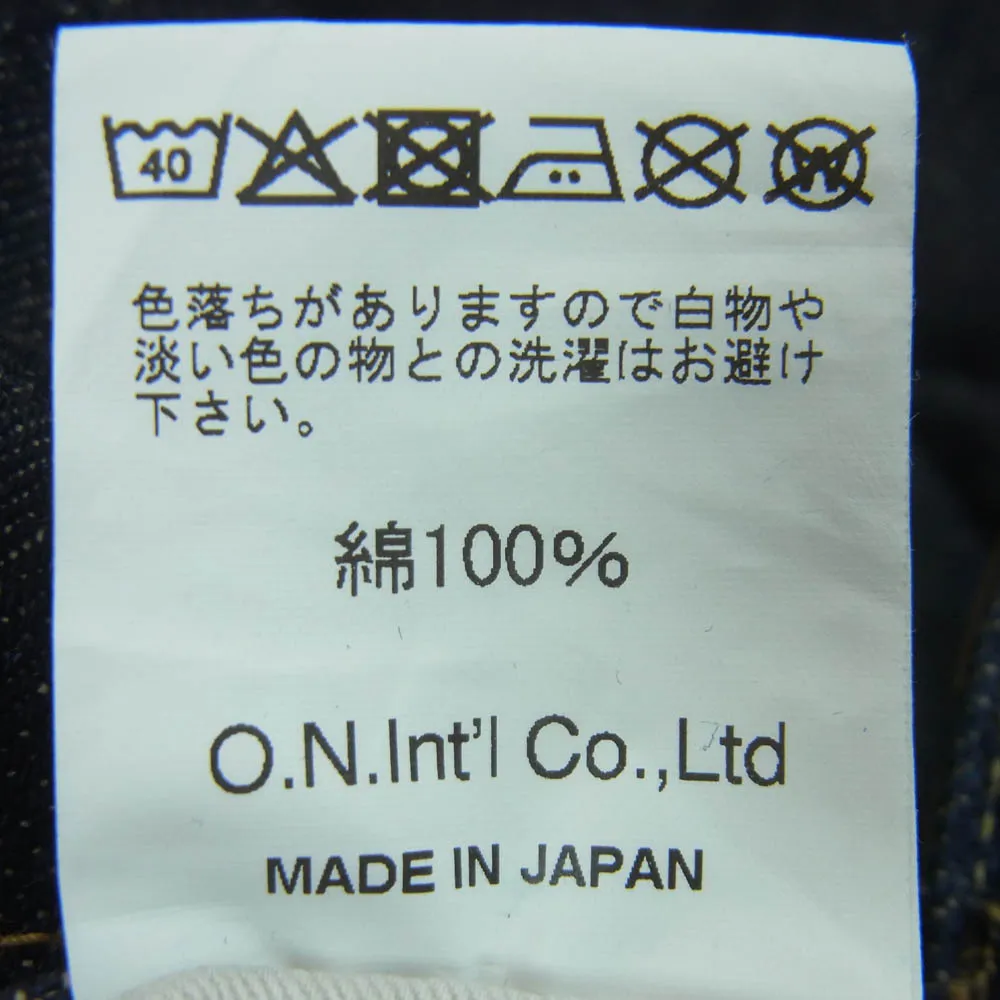 40
W
色落ちがありますので白物や
淡い色の物との洗濯はお避け
下さい。
綿100%
O.N.Int'l Co.,Ltd
MADE IN JAPAN